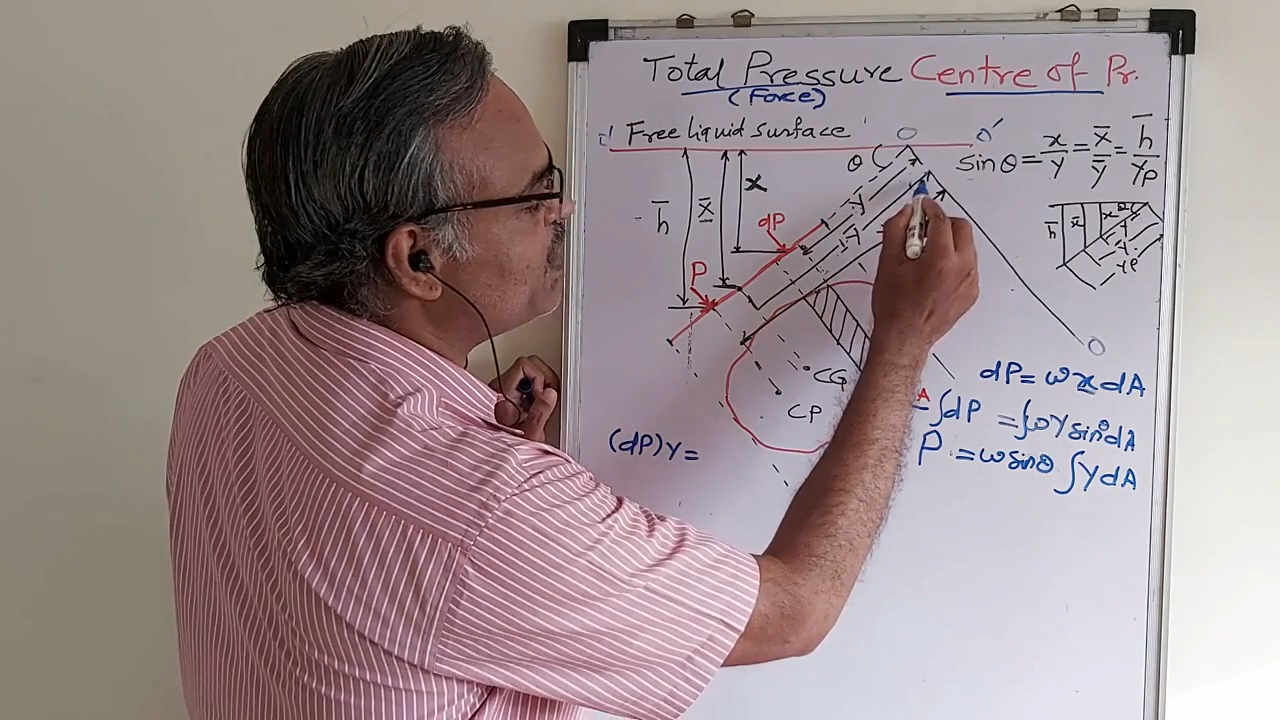 Total Pressure Centre of Pr.
(Force)
O' Free liquid surface O O'
θ
sinθ = x/Y = x̄/Ȳ = h̄/Yp
h̄ x̄ x
dP
Y
Ȳ
P
h̄ x̄ x
Y
Yp
CG
CP
O
dP = ωxdA
A
∫dP = ∫ωYsinθdA
(dP)Y =
P = ωsinθ ∫YdA